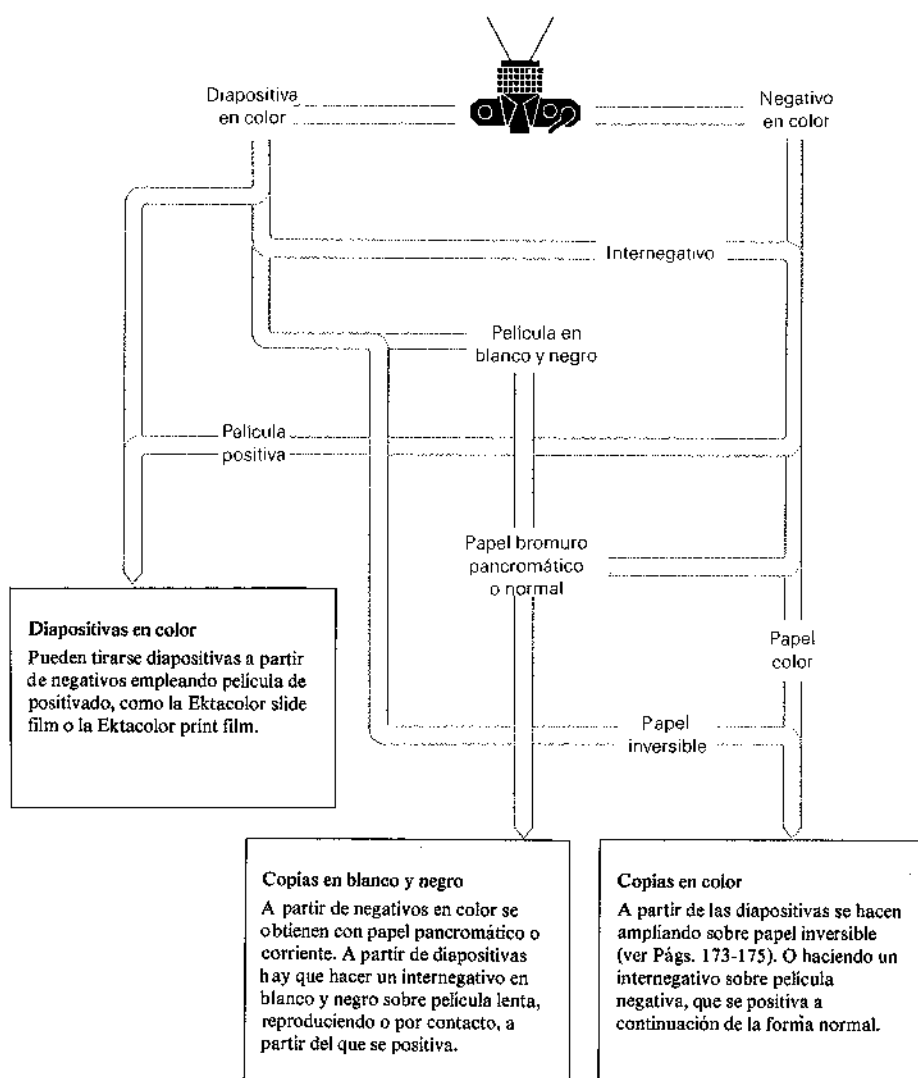 Diapositiva
en color
Negativo
en color
Internegativo
Película en
blanco y negro
Película
positiva
Papel bromuro
pancromático
o normal
Papel
color
Papel
inversible
Diapositivas en color
Pueden tirarse diapositivas a partir
de negativos empleando película de
positivado, como la Ektacolor slide
film o la Ektacolor print film.
Copias en blanco y negro
A partir de negativos en color se
obtienen con papel pancromático o
corriente. A partir de diapositivas
hay que hacer un internegativo en
blanco y negro sobre película lenta,
reproduciendo o por contacto, a
partir del que se positiva.
Copias en color
A partir de las diapositivas se hacen
ampliando sobre papel inversible
(ver Págs. 173-175). O haciendo un
internegativo sobre película
negativa, que se positiva a
continuación de la forma normal.